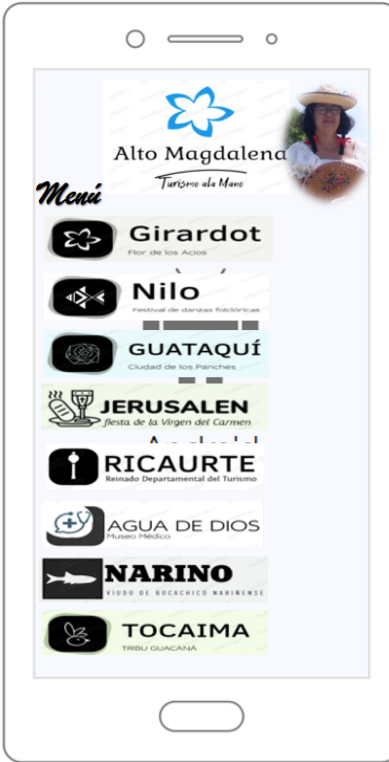 Alto Magdalena
Turismo ala Mano
Menú
Girardot
Flor de los Acios
Nilo
Festival de danzas folclóricas
GUATAQUÍ
Ciudad de los Panches
JERUSALEN
fiesta de la Virgen del Carmen
Android
RICAURTE
Reinado Departamental del Turismo
AGUA DE DIOS
Museo Médico
NARINO
VIUDO DE BOCACHICO NARIÑENSE
TOCAIMA
TRIBU GUACANÁ